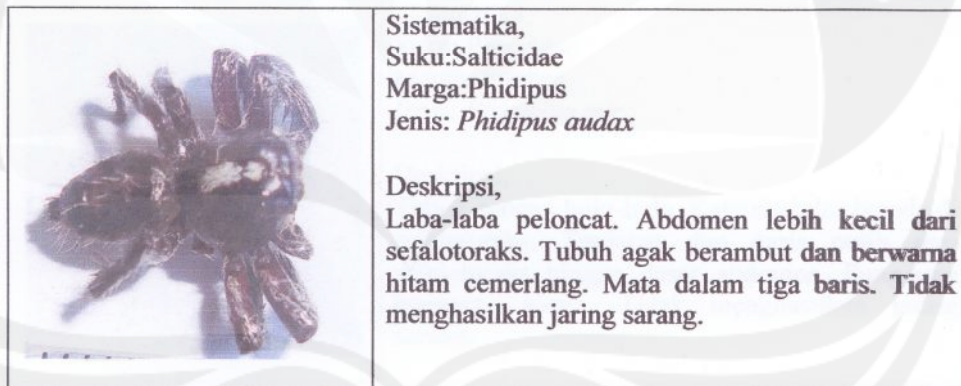 Sistematika,
Suku:Salticidae
Marga:Phidipus
Jenis: Phidipus audax
Deskripsi,
Laba-laba peloncat. Abdomen lebih kecil dari
sefalotoraks. Tubuh agak berambut dan berwarna
hitam cemerlang. Mata dalam tiga baris. Tidak
menghasilkan jaring sarang.